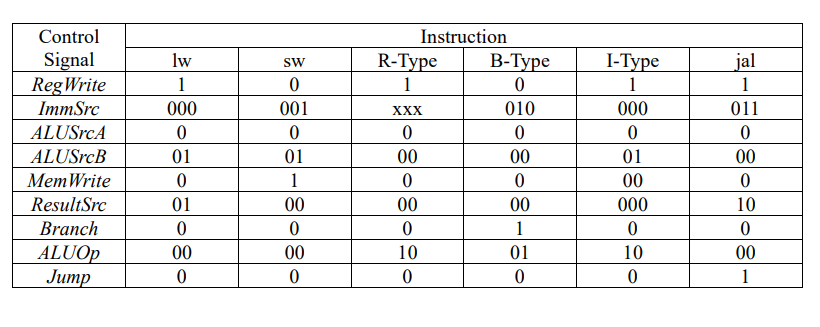 Control Signal Instruction
lw sw R-Type B-Type I-Type jal
RegWrite 1 0 1 0 1 1
ImmSrc 000 001 xxx 010 000 011
ALUSrcA 0 0 0 0 0 0
ALUSrcB 01 01 00 00 01 00
MemWrite 0 1 0 0 00 0
ResultSrc 01 00 00 00 000 10
Branch 0 0 0 1 0 0
ALUOp 00 00 10 01 10 00
Jump 0 0 0 0 0 1